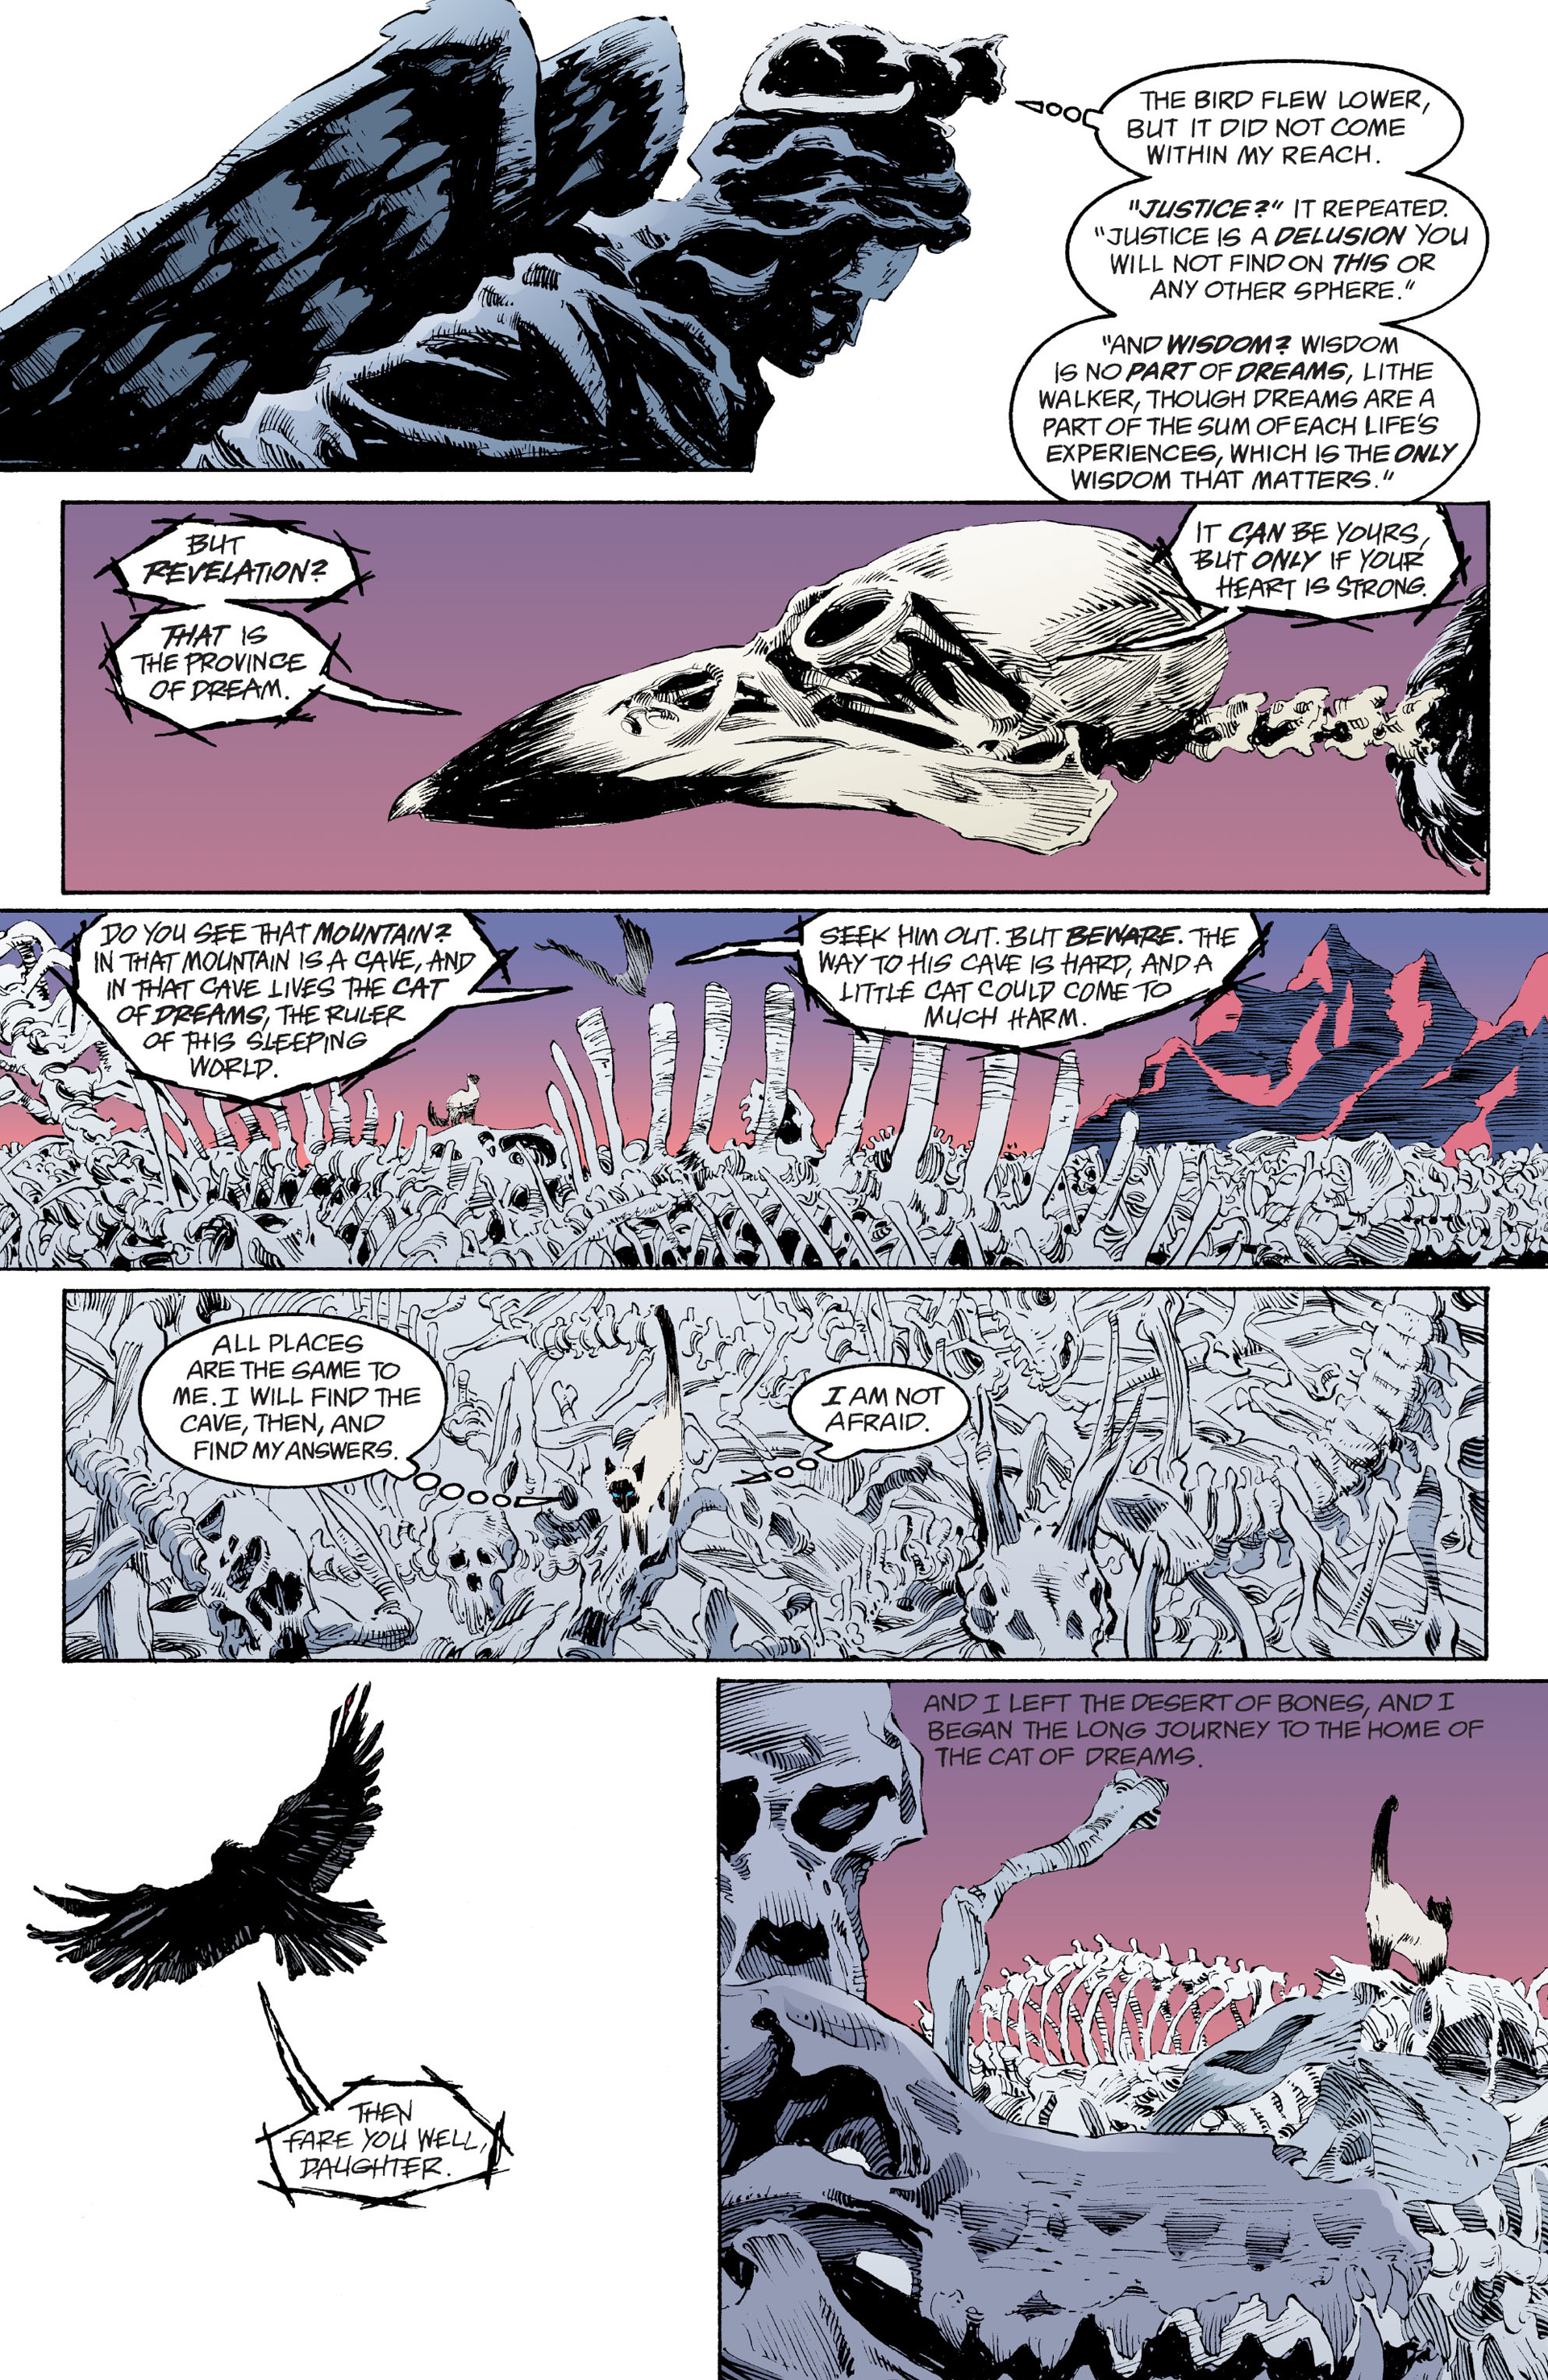 THE BIRD FLEW LOWER,
BUT IT DID NOT COME
WITHIN MY REACH.
"JUSTICE?" IT REPEATED.
"JUSTICE IS A DELUSION YOU
WILL NOT FIND ON THIS OR
ANY OTHER SPHERE."
"AND WISDOM? WISDOM
IS NO PART OF DREAMS, LITHE
WALKER, THOUGH DREAMS ARE A
PART OF THE SUM OF EACH LIFE'S
EXPERIENCES, WHICH IS THE ONLY
WISDOM THAT MATTERS."
BUT
REVELATION?
THAT IS
THE PROVINCE
OF DREAM.
IT CAN BE YOURS,
BUT ONLY IF YOUR
HEART IS STRONG.
DO YOU SEE THAT MOUNTAIN?
IN THAT MOUNTAIN IS A CAVE, AND
IN THAT CAVE LIVES THE CAT
OF DREAMS, THE RULER
OF THIS SLEEPING
WORLD.
SEEK HIM OUT. BUT BEWARE. THE
WAY TO HIS CAVE IS HARD, AND A
LITTLE CAT COULD COME TO
MUCH HARM.
ALL PLACES
ARE THE SAME TO
ME. I WILL FIND THE
CAVE, THEN, AND
FIND MY ANSWERS.
I AM NOT
AFRAID.
THEN
FARE YOU WELL,
DAUGHTER.
AND I LEFT THE DESERT OF BONES, AND I
BEGAN THE LONG JOURNEY TO THE HOME OF
THE CAT OF DREAMS.